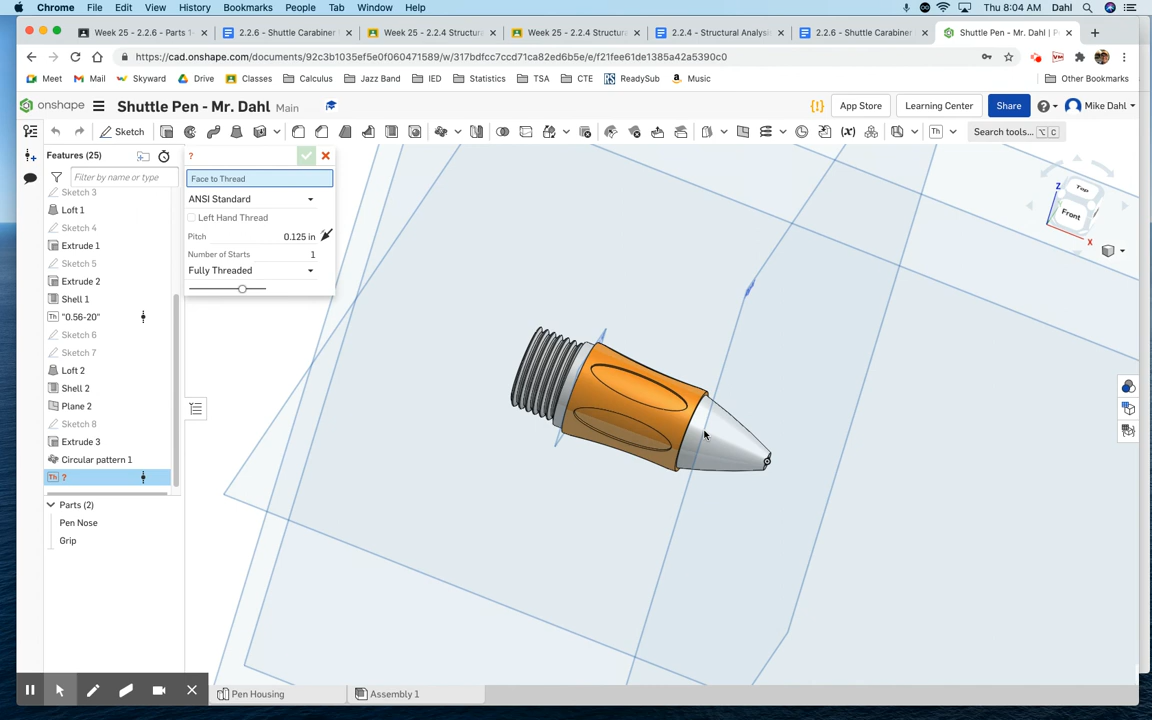 Chrome File Edit View History Bookmarks People Tab Window Help Thu 8:04 AM Dahl
Week 25 - 2.2.6 - Parts 1- × 2.2.6 - Shuttle Carabiner × Week 25 - 2.2.4 Structura × Week 25 - 2.2.4 Structura × 2.2.4 - Structural Analysis × 2.2.6 - Shuttle Carabiner × Shuttle Pen - Mr. Dahl | P × +
https://cad.onshape.com/documents/92c3b1035ef5e0f060471589/w/317bdfcc7ccd71ca82ed6b5e/e/f21fee61de1385a42a5390c0
Meet Mail Skyward Drive Classes Calculus Jazz Band IED Statistics TSA CTE ReadySub Music Other Bookmarks
onshape Shuttle Pen - Mr. Dahl Main App Store Learning Center Share Mike Dahl
Sketch (x) Th Search tools... ⌥ C
Features (25)
Filter by name or type
Sketch 3
Loft 1
Sketch 4
Extrude 1
Sketch 5
Extrude 2
Shell 1
Th "0.56-20"
Sketch 6
Sketch 7
Loft 2
Shell 2
Plane 2
Sketch 8
Extrude 3
Circular pattern 1
Th ?
Parts (2)
Pen Nose
Grip
?
Face to Thread
ANSI Standard
Left Hand Thread
Pitch 0.125 in
Number of Starts 1
Fully Threaded
Z Top
Front
X
Pen Housing Assembly 1